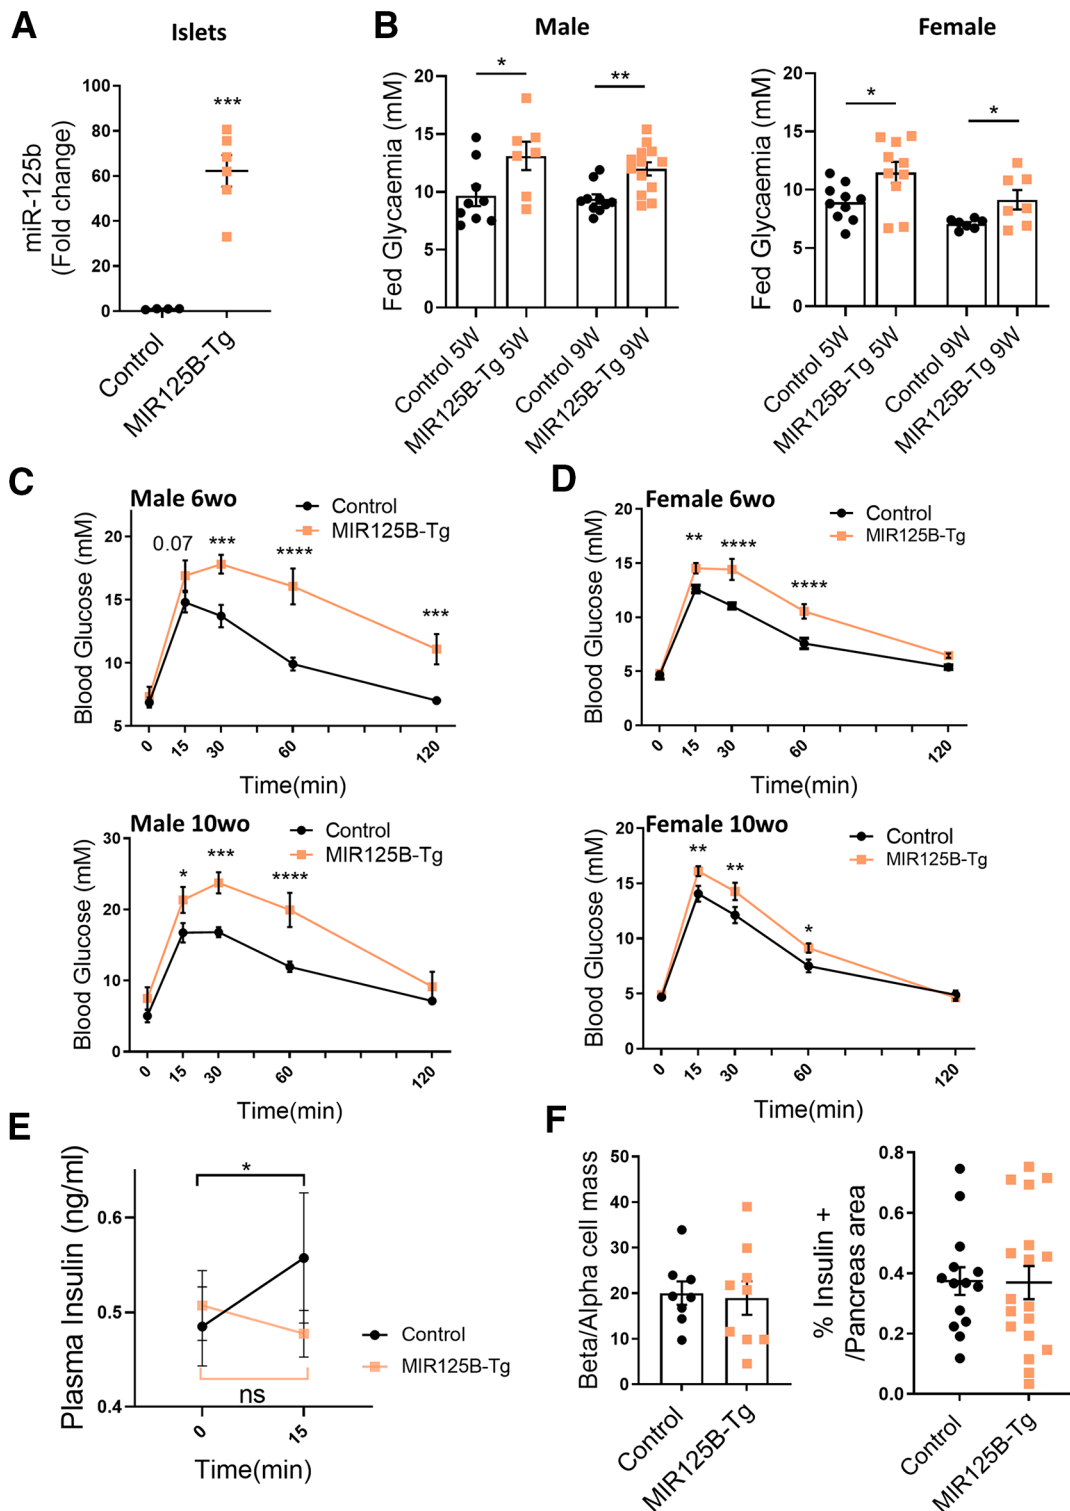 A
Islets
miR-125b
(Fold change)
100
80
60
40
20
0
***
Control
MIR125B-Tg
B
Male
Fed Glycaemia (mM)
20
15
10
5
0
*
**
Control 5W
MIR125B-Tg 5W
Control 9W
MIR125B-Tg 9W
Female
Fed Glycaemia (mM)
20
15
10
5
0
*
*
Control 5W
MIR125B-Tg 5W
Control 9W
MIR125B-Tg 9W
C
Male 6wo
Control
MIR125B-Tg
Blood Glucose (mM)
20
15
10
5
0.07
***
****
***
0
15
30
60
120
Time(min)
Male 10wo
Control
MIR125B-Tg
Blood Glucose (mM)
30
20
10
0
*
***
****
0
15
30
60
120
Time(min)
D
Female 6wo
Control
MIR125B-Tg
Blood Glucose (mM)
20
15
10
5
0
**
****
****
0
15
30
60
120
Time(min)
Female 10wo
Control
MIR125B-Tg
Blood Glucose (mM)
20
15
10
5
0
**
**
*
0
15
30
60
120
Time(min)
E
Plasma Insulin (ng/ml)
0.6
0.5
0.4
*
ns
Control
MIR125B-Tg
0
15
Time(min)
F
Beta/Alpha cell mass
50
40
30
20
10
0
Control
MIR125B-Tg
% Insulin +
/Pancreas area
0.8
0.6
0.4
0.2
0.0
Control
MIR125B-Tg